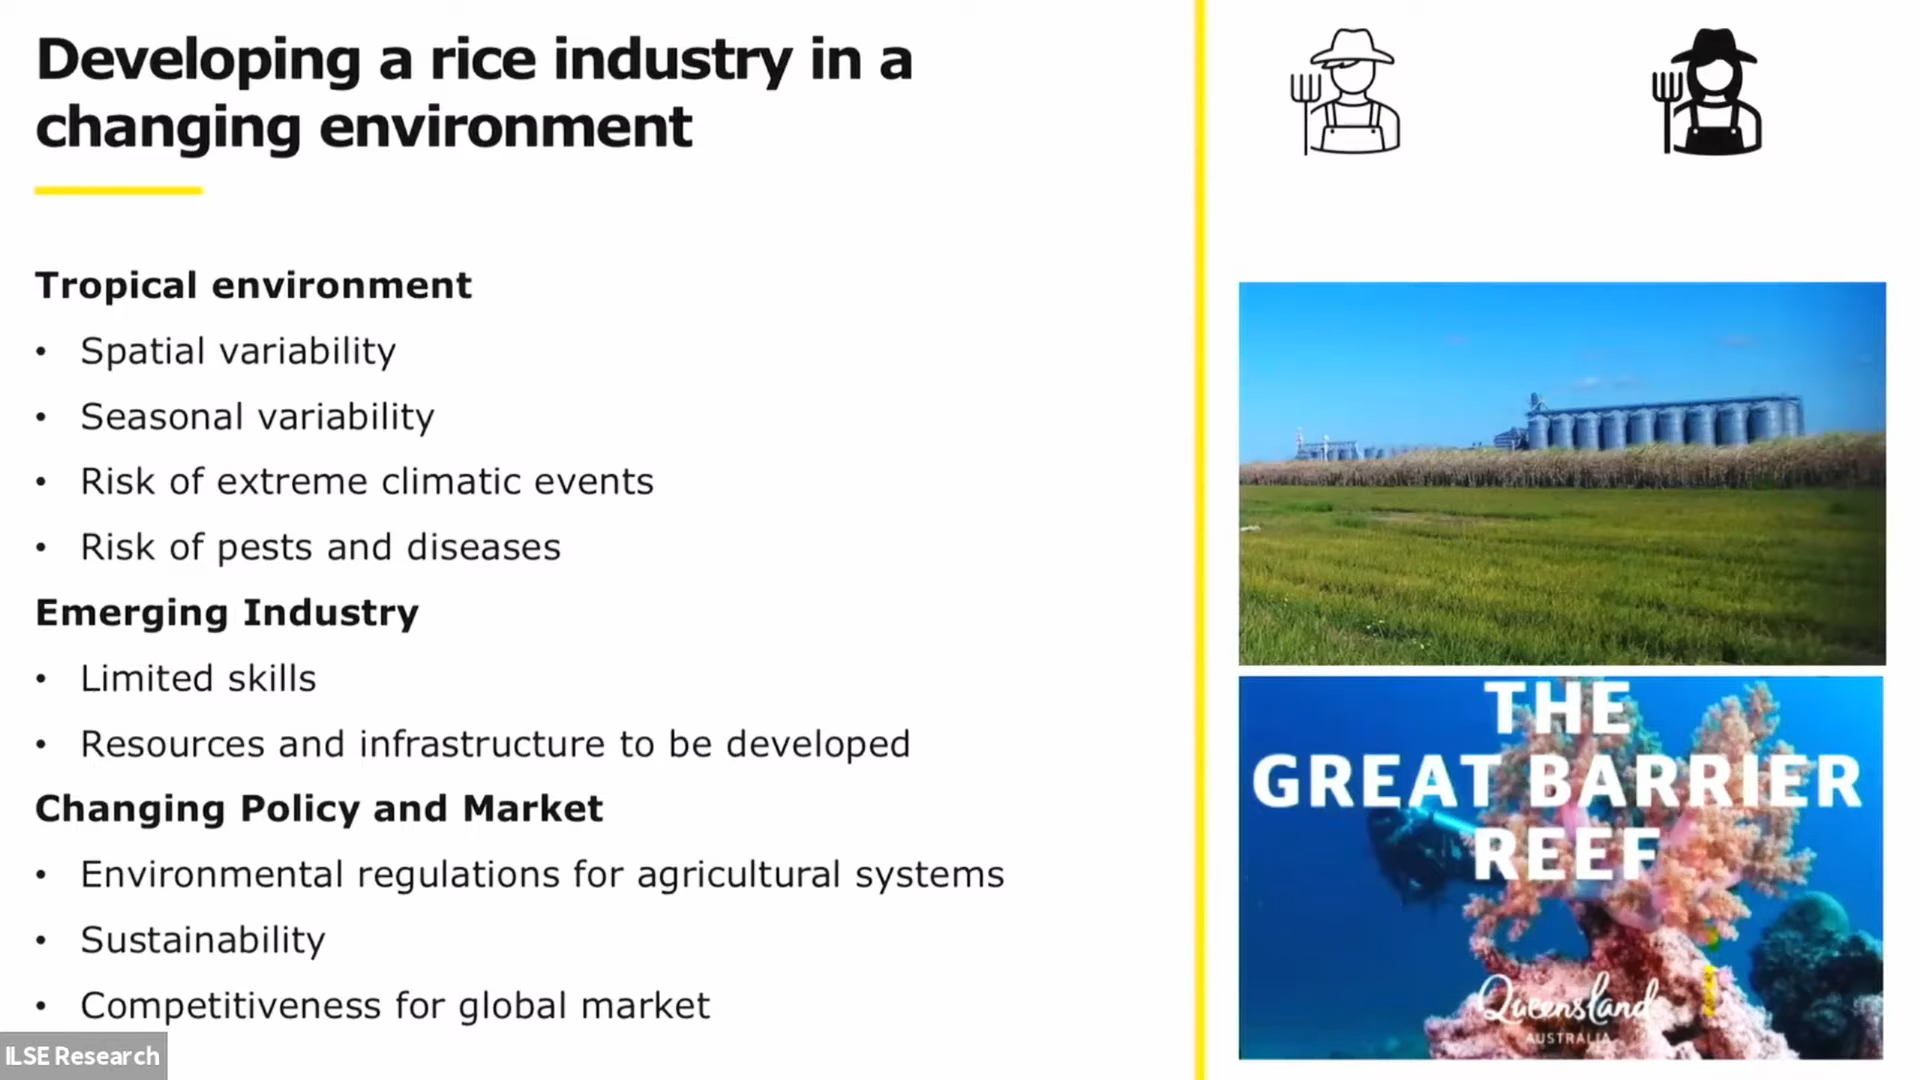 Developing a rice industry in a
changing environment
Tropical environment
• Spatial variability
• Seasonal variability
• Risk of extreme climatic events
• Risk of pests and diseases
Emerging Industry
• Limited skills
• Resources and infrastructure to be developed
Changing Policy and Market
• Environmental regulations for agricultural systems
• Sustainability
• Competitiveness for global market
THE
GREAT BARRIER
REEF
Queensland
AUSTRALIA
ILSE Research